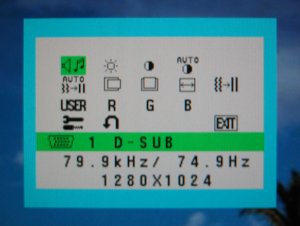 AUTO
AUTO
USER R G B
EXIT
1 D-SUB
79.9kHz/ 74.9Hz
1280X1024